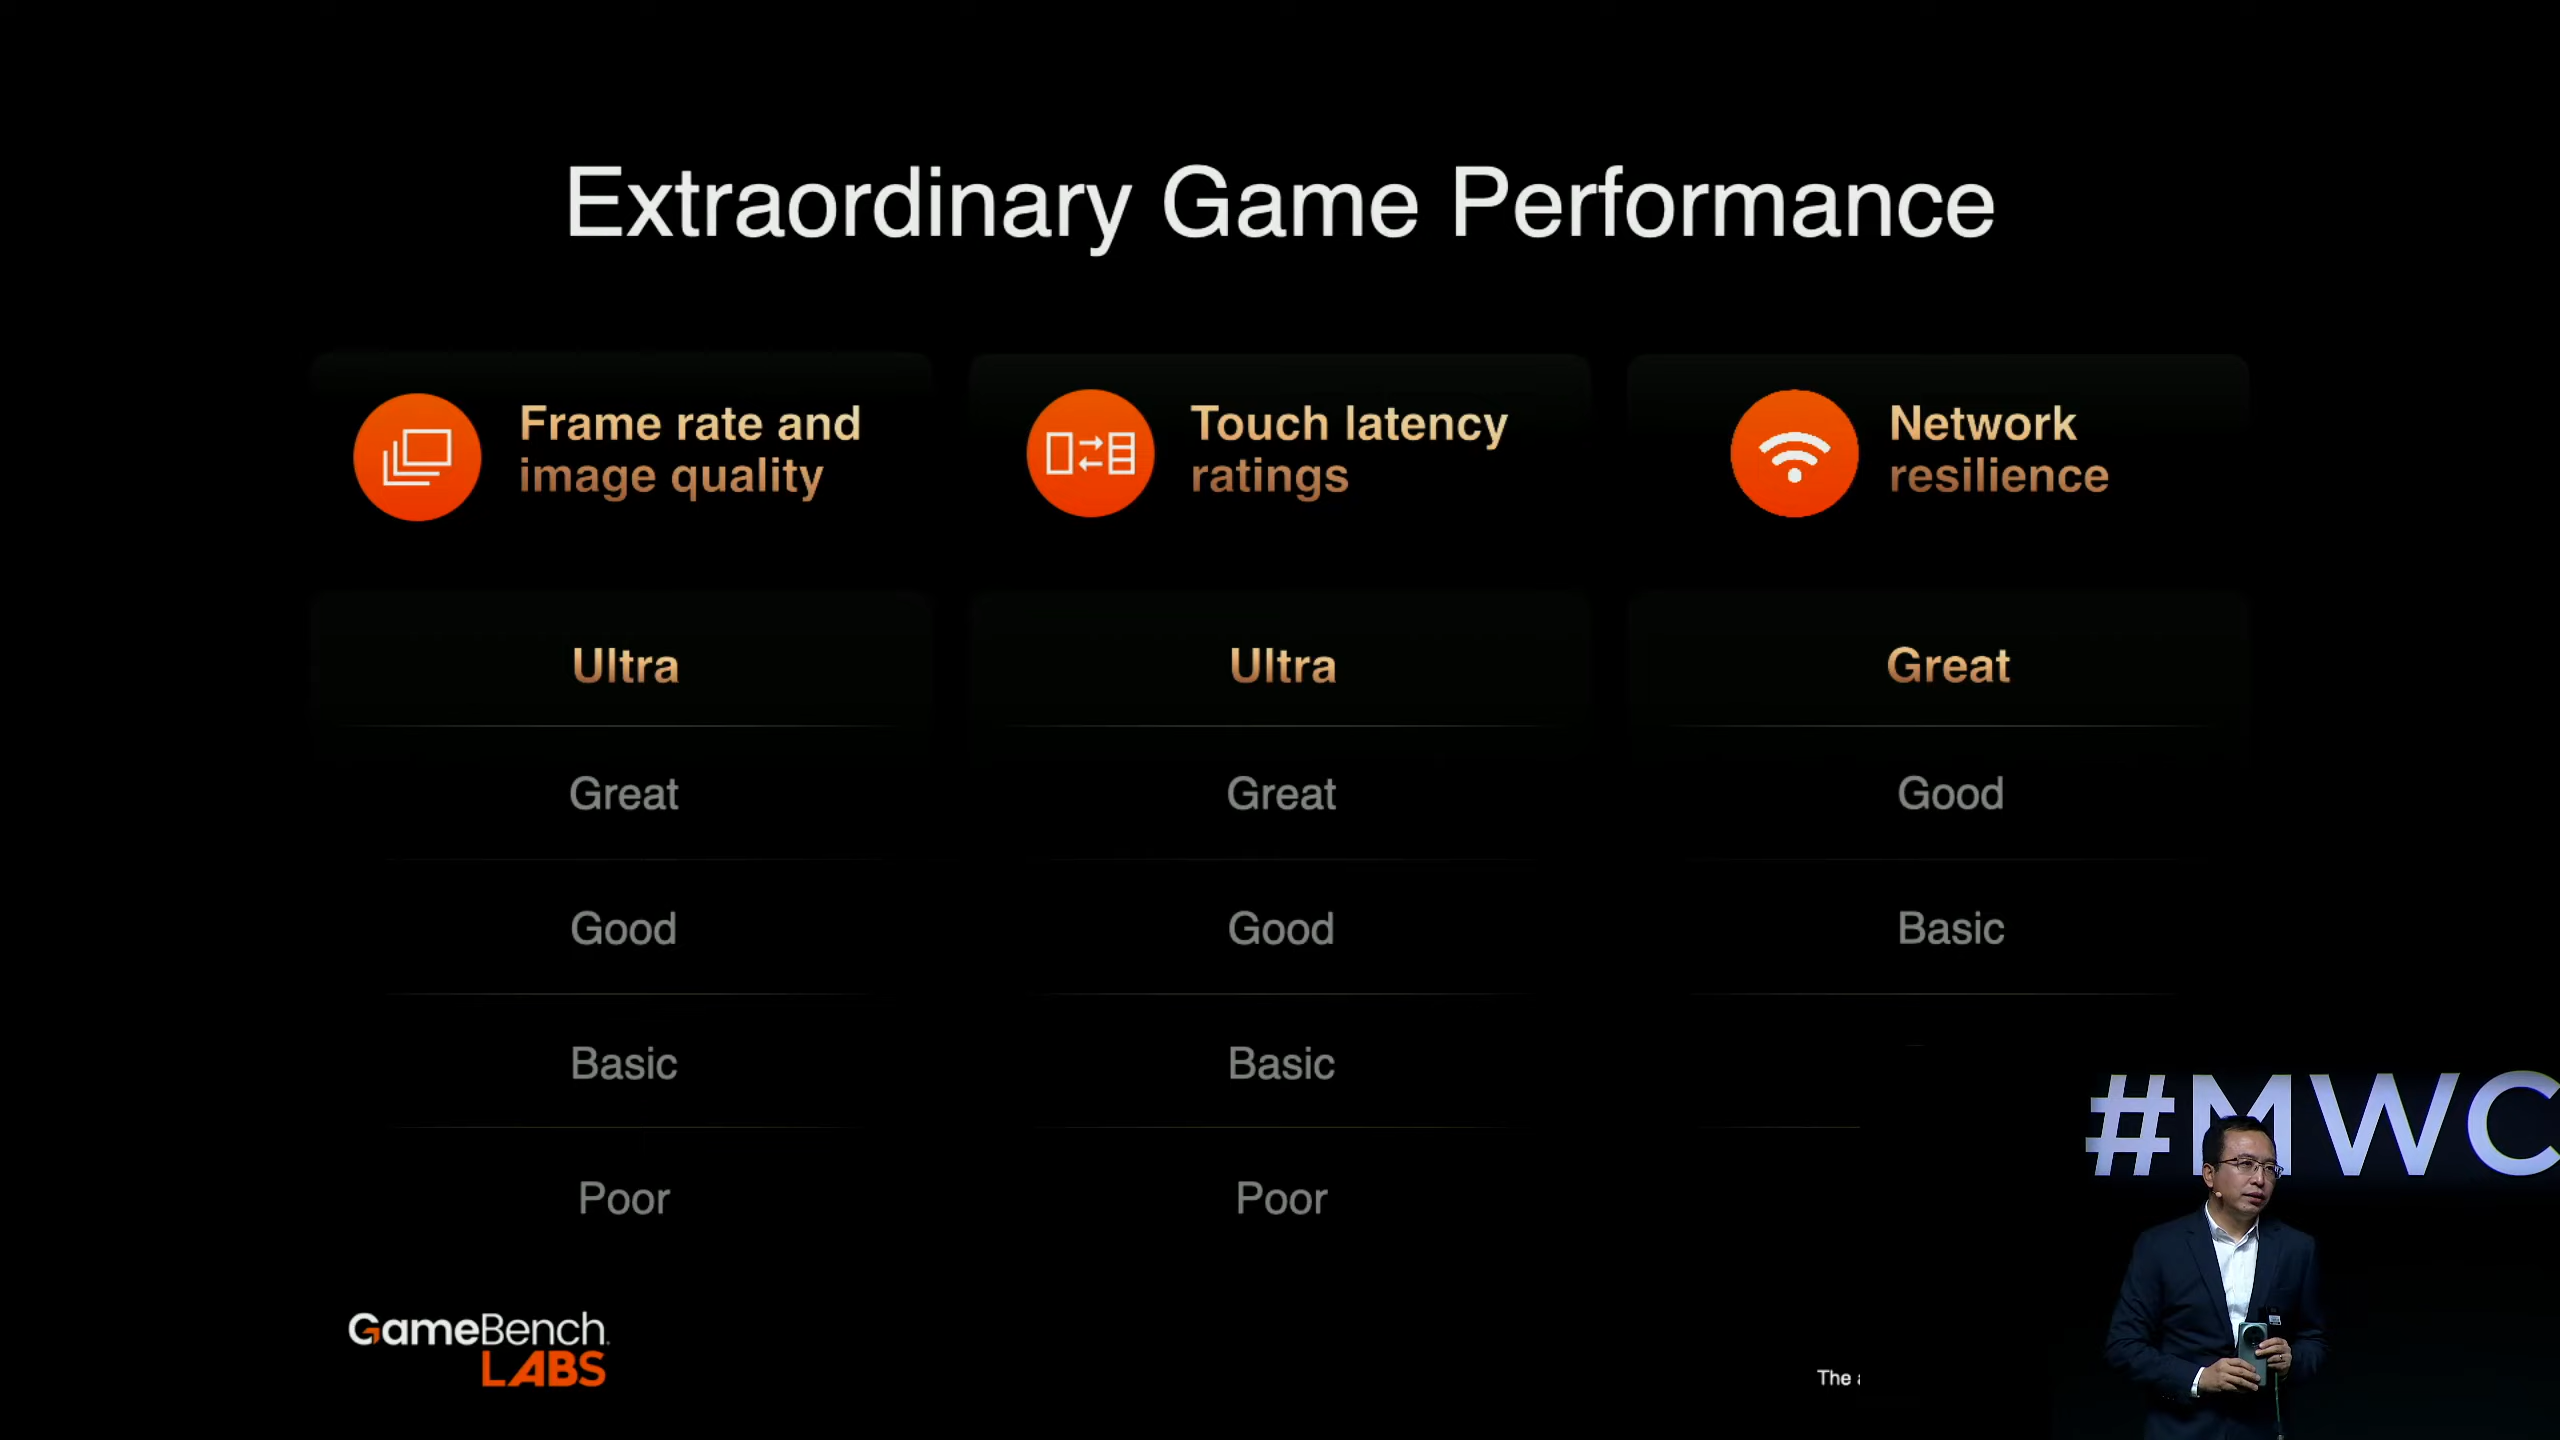 Extraordinary Game Performance
Frame rate and
image quality
Touch latency
ratings
Network
resilience
Ultra
Ultra
Great
Great
Great
Good
Good
Good
Basic
Basic
Basic
Poor
Poor
#MWC
GameBench
LABS
The